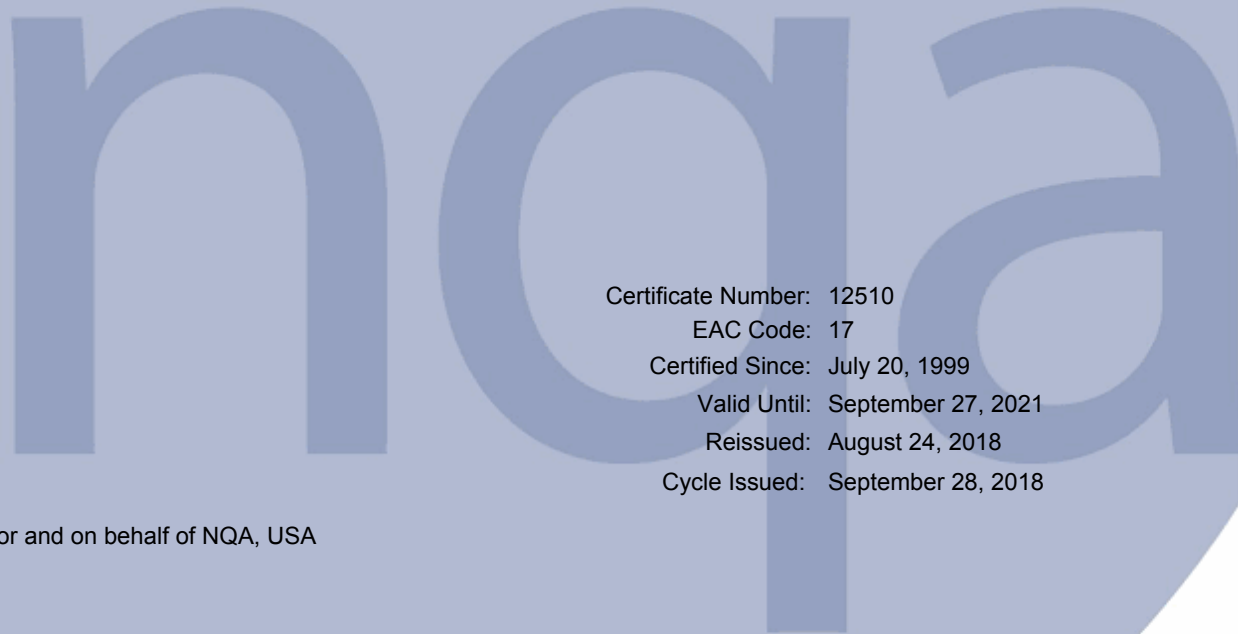 nqa
Certificate Number: 12510
EAC Code: 17
Certified Since: July 20, 1999
Valid Until: September 27, 2021
Reissued: August 24, 2018
Cycle Issued: September 28, 2018
or and on behalf of NQA, USA